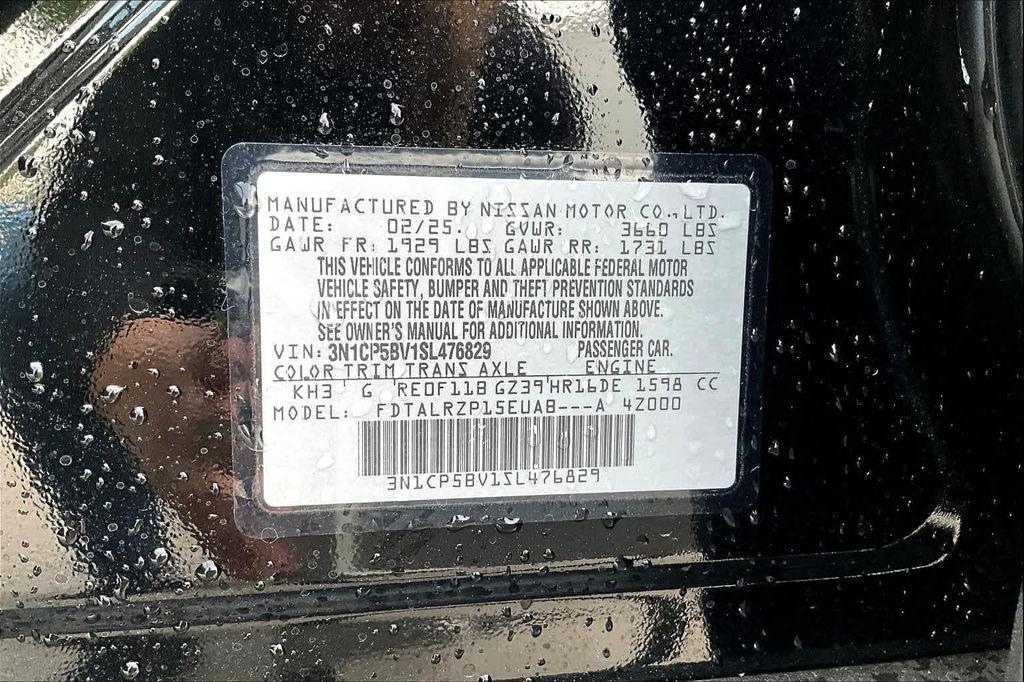 MANUFACTURED BY NISSAN MOTOR CO.,LTD.
DATE: 02/25. GVWR: 3660 LBS
GAWR FR: 1929 LBS GAWR RR: 1731 LBS
THIS VEHICLE CONFORMS TO ALL APPLICABLE FEDERAL MOTOR
VEHICLE SAFETY, BUMPER AND THEFT PREVENTION STANDARDS
IN EFFECT ON THE DATE OF MANUFACTURE SHOWN ABOVE.
SEE OWNER'S MANUAL FOR ADDITIONAL INFORMATION.
VIN: 3N1CP5BV1SL476829 PASSENGER CAR.
COLOR TRIM TRANS AXLE ENGINE
KH3 G RE0F11B GZ39 HR16DE 1598 CC
MODEL: FDTALRZP15EUAB---A 4Z000
3N1CP5BV1SL476829